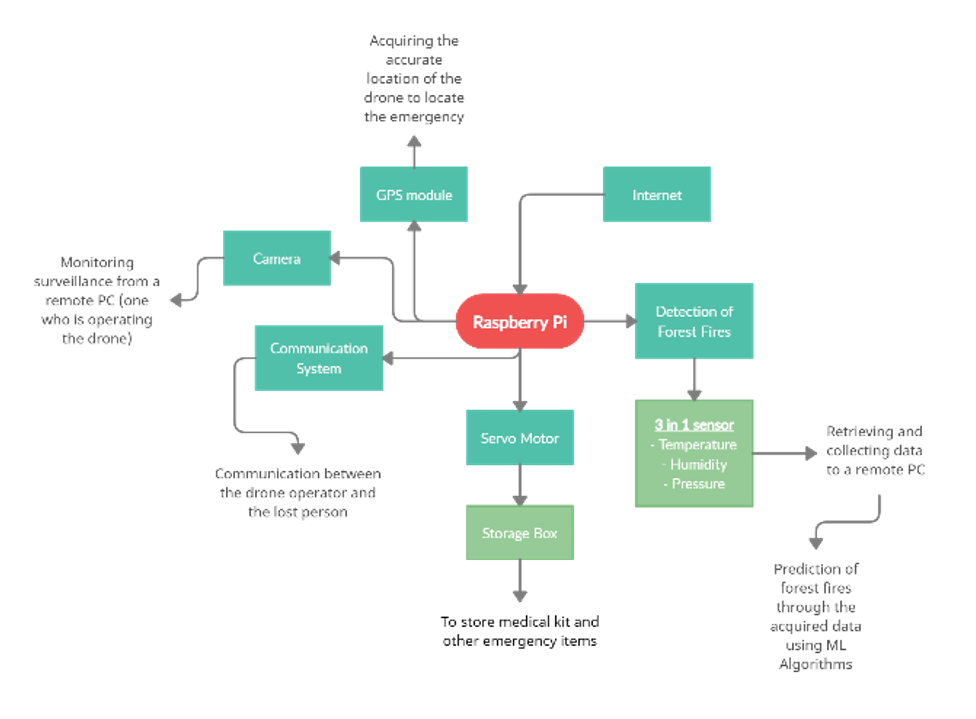 Acquiring the
accurate
location of the
drone to locate
the emergency
GPS module
Internet
Camera
Monitoring
surveillance from a
remote PC (one
who is operating
the drone)
Raspberry Pi
Detection of
Forest Fires
Communication
System
3 in 1 sensor
- Temperature
- Humidity
- Pressure
Retrieving and
collecting data
to a remote PC
Servo Motor
Communication between
the drone operator and
the lost person
Storage Box
Prediction of
forest fires
through the
acquired data
using ML
Algorithms
To store medical kit and
other emergency items